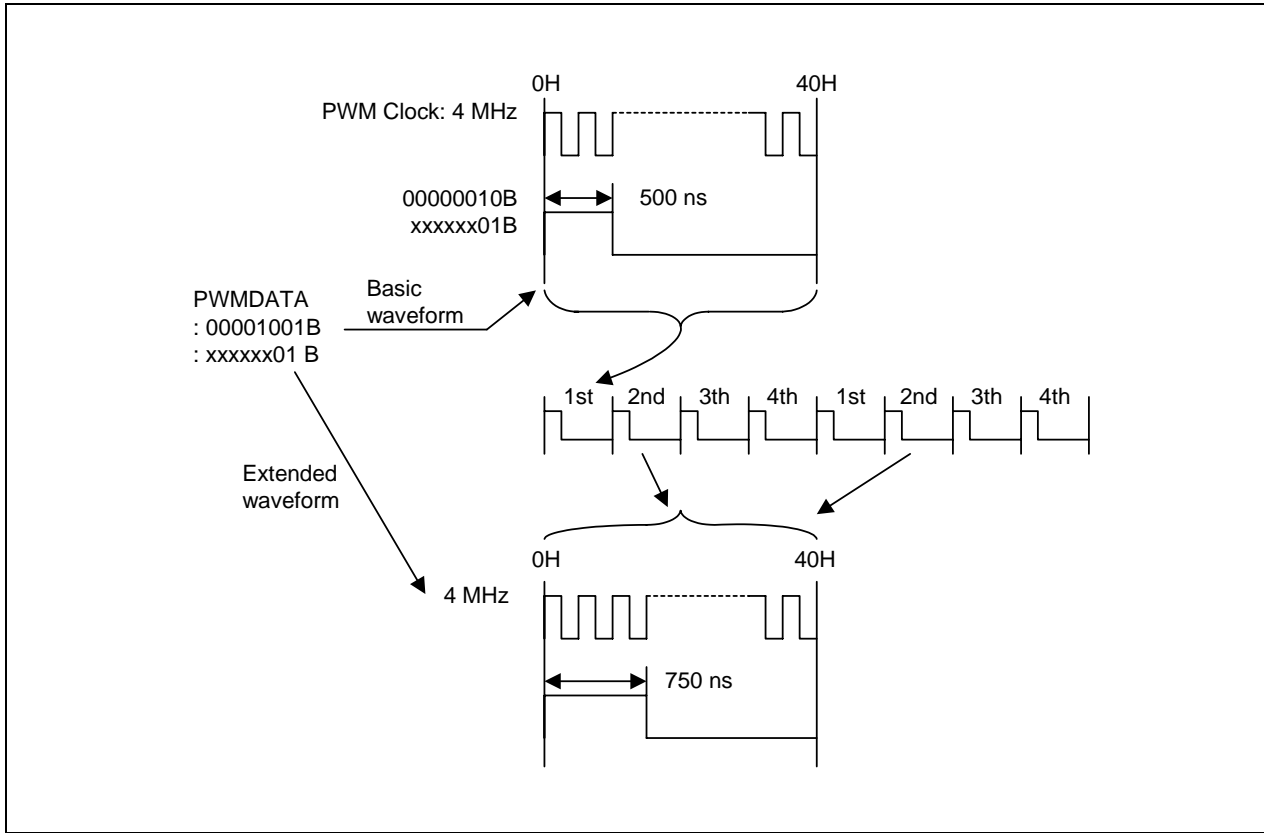 0H 40H
PWM Clock: 4 MHz
00000010B
xxxxxx01B
500 ns
PWMDATA
: 00001001B
: xxxxxx01 B
Basic
waveform
1st 2nd 3th 4th 1st 2nd 3th 4th
Extended
waveform
0H 40H
4 MHz
750 ns